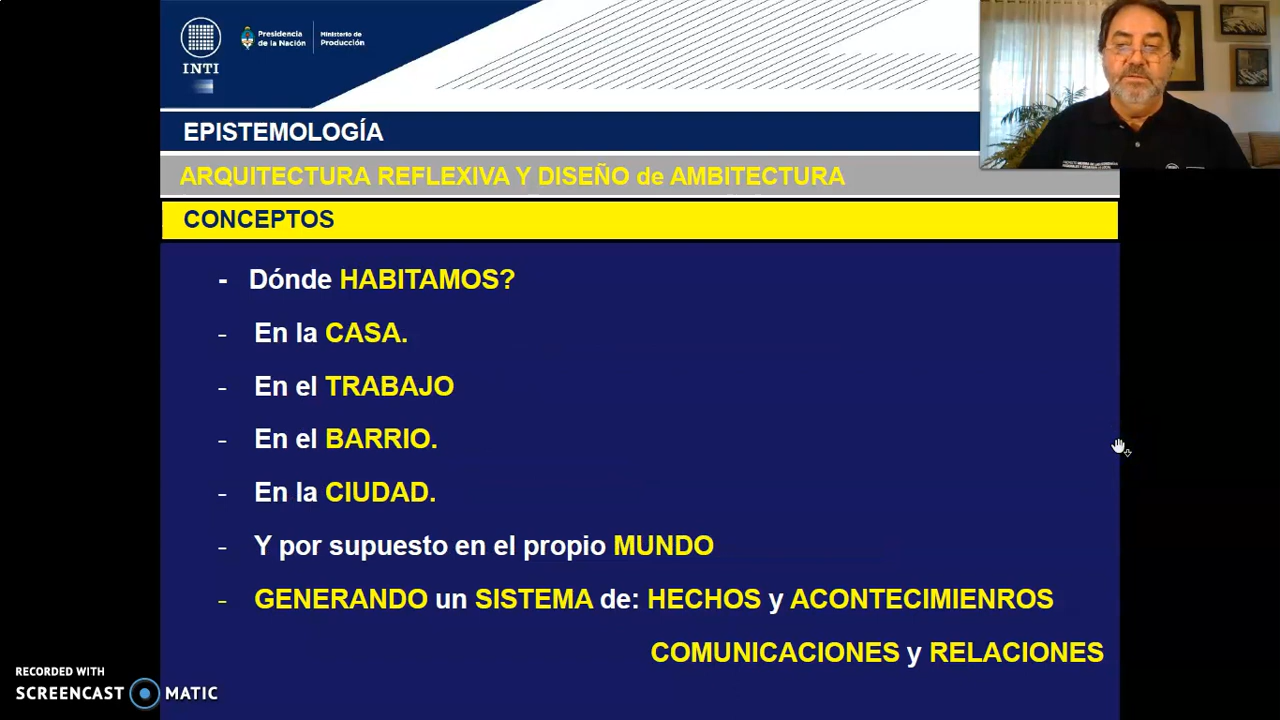 INTI
Presidencia
de la Nación
Ministerio de
Producción
EPISTEMOLOGÍA
ARQUITECTURA REFLEXIVA Y DISEÑO de AMBITECTURA
CONCEPTOS
- Dónde HABITAMOS?
- En la CASA.
- En el TRABAJO
- En el BARRIO.
- En la CIUDAD.
- Y por supuesto en el propio MUNDO
- GENERANDO un SISTEMA de: HECHOS y ACONTECIMIENROS
COMUNICACIONES y RELACIONES
RECORDED WITH
SCREENCAST MATIC